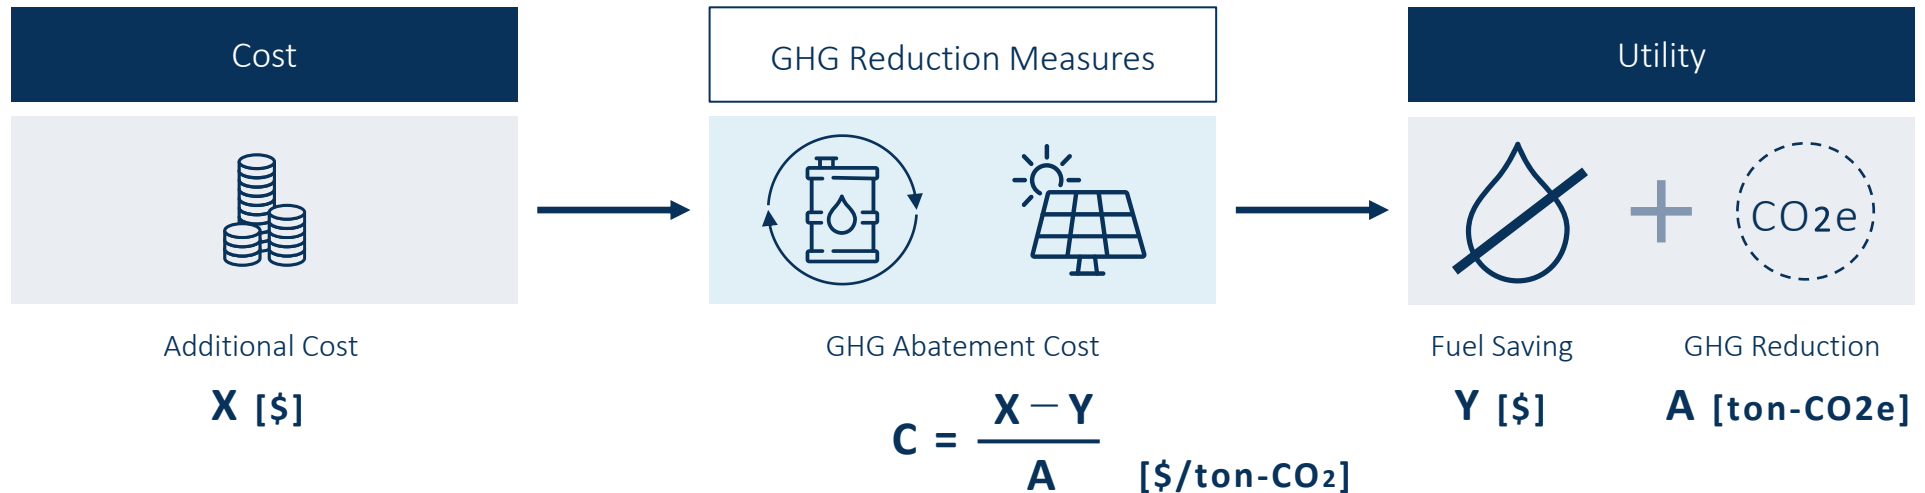 Cost
GHG Reduction Measures
Utility
CO2e
Additional Cost
X [$]
GHG Abatement Cost
C = X — Y
A
[$/ton-CO2]
Fuel Saving
Y [$]
GHG Reduction
A [ton-CO2e]